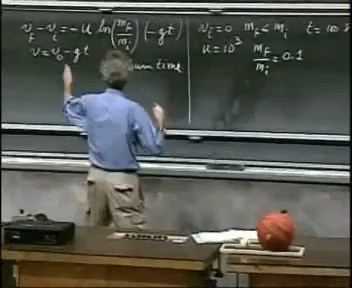 v_f - v_i = -u ln(m_f/m_i) (-gt)
v = v_0 - gt
burn time
v_i = 0 m_f < m_i
u = 10^3 m_f/m_i = 0.1